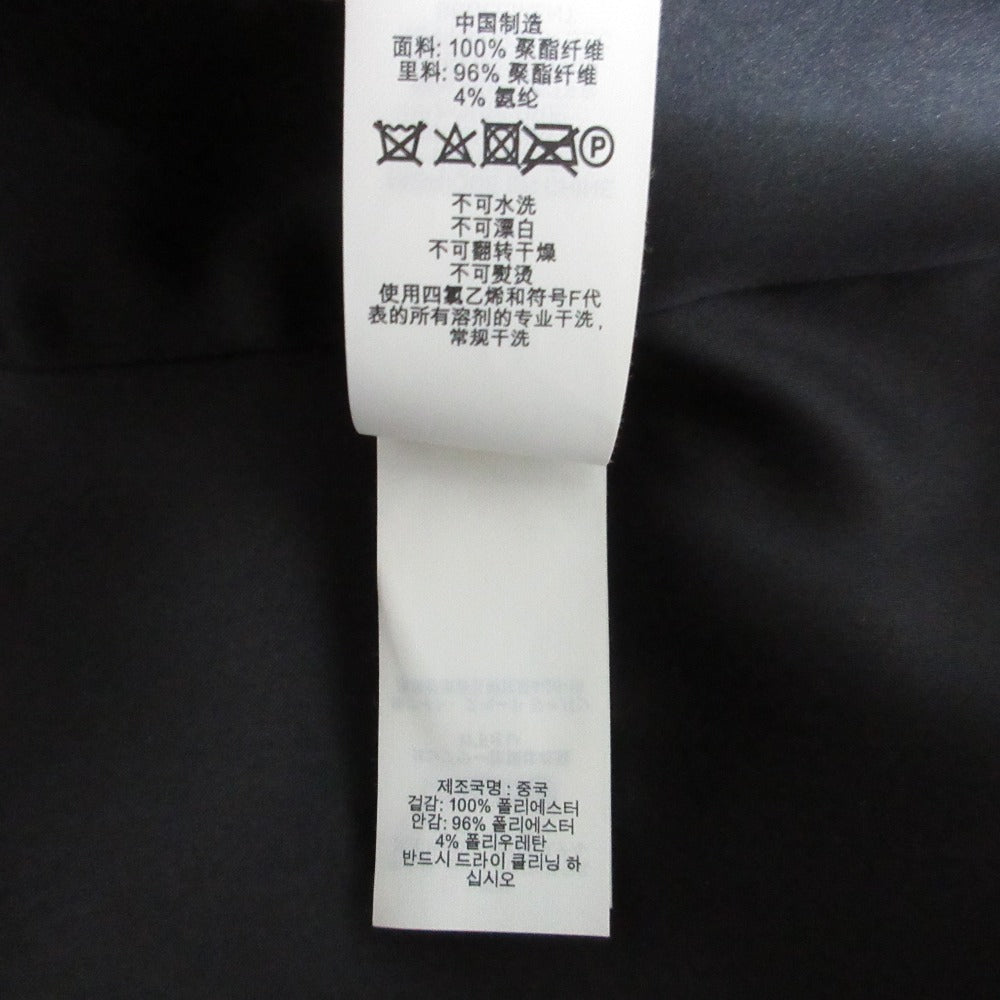 中国制造
面料: 100% 聚酯纤维
里料: 96% 聚酯纤维
4% 氨纶
P
不可水洗
不可漂白
不可翻转干燥
不可熨烫
使用四氯乙烯和符号F代
表的所有溶剂的专业干洗,
常规干洗
제조국명 : 중국
겉감: 100% 폴리에스터
안감: 96% 폴리에스터
4% 폴리우레탄
반드시 드라이 클리닝 하
십시오